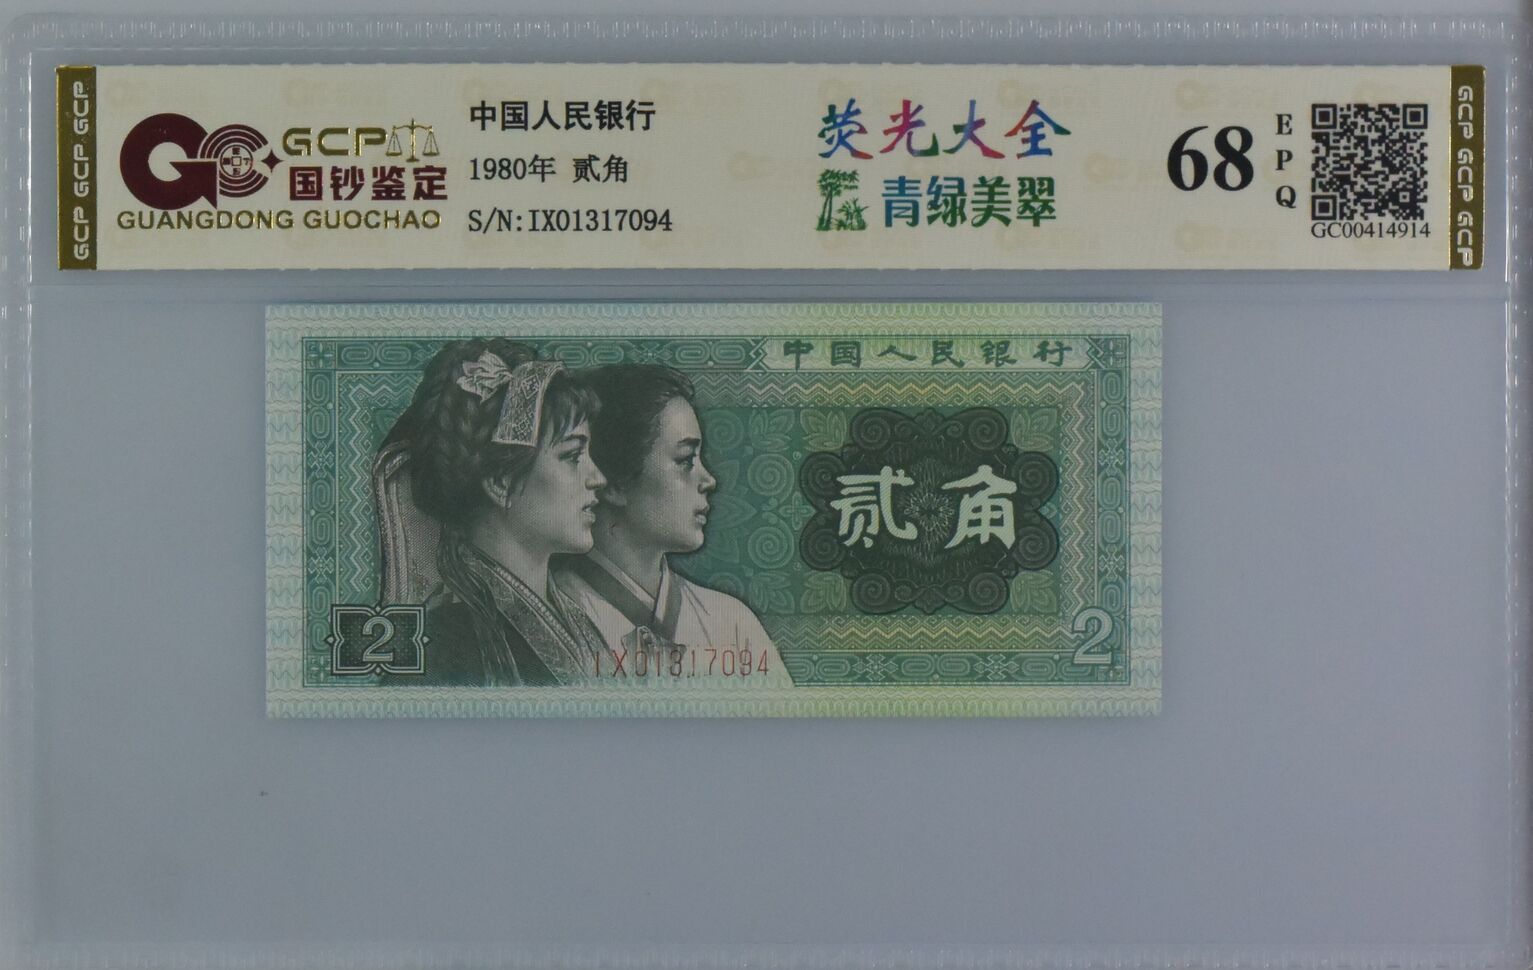 GCP
国钞鉴定
GUANGDONG GUOCHAO
中国人民银行
1980年 贰角
S/N:IX01317094
荧光大全
青绿美翠
68
EPQ
GC00414914
GCP GCP GCP
GCP GCP GCP
中国人民银行
贰角
2
2
IX01317094